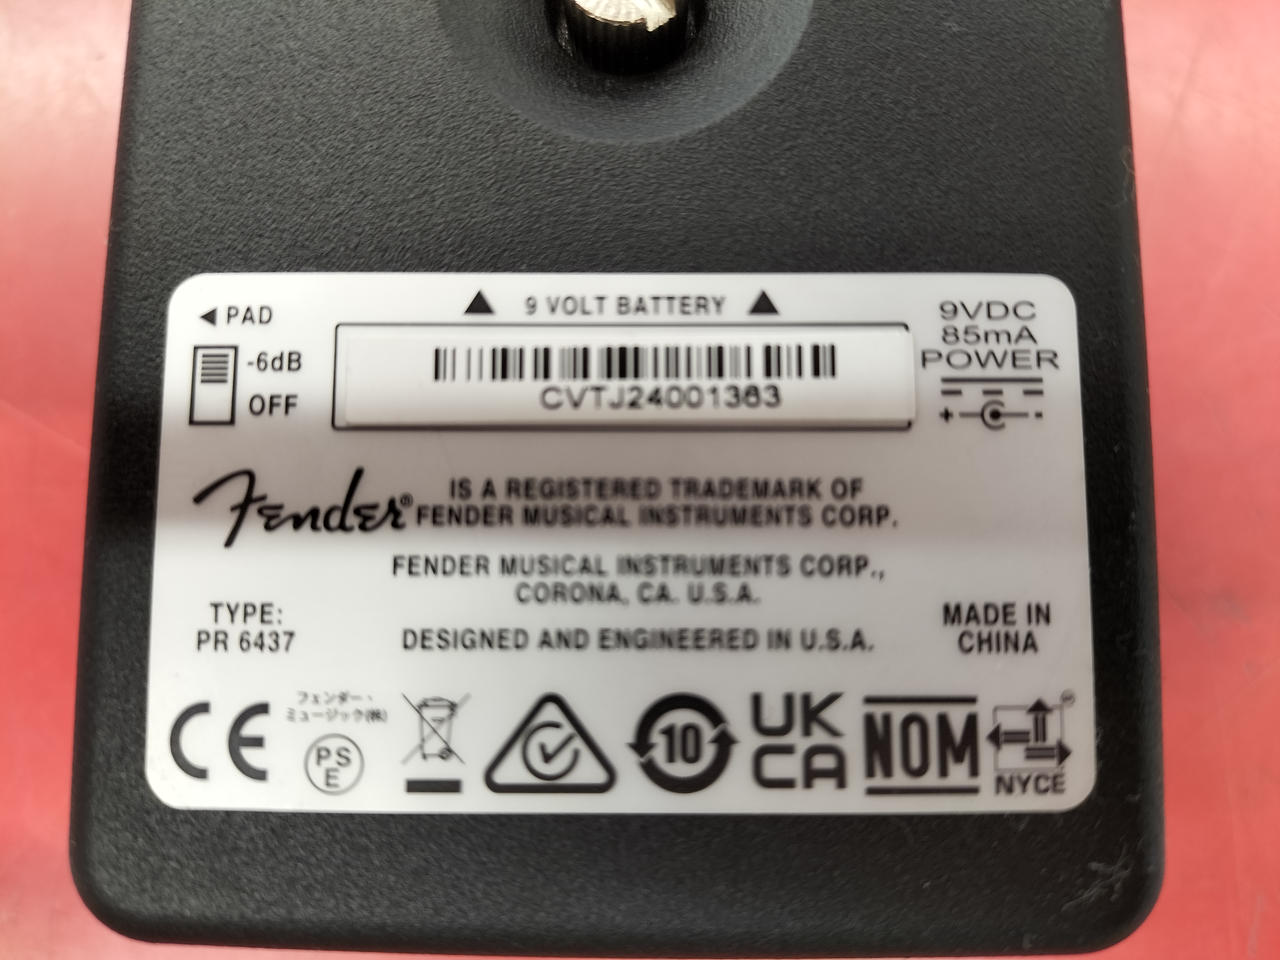 PAD
-6dB
OFF
9 VOLT BATTERY
CVTJ24001363
9VDC
85mA
POWER
+ -
Fender® IS A REGISTERED TRADEMARK OF
FENDER MUSICAL INSTRUMENTS CORP.
FENDER MUSICAL INSTRUMENTS CORP.,
CORONA, CA. U.S.A.
TYPE:
PR 6437
DESIGNED AND ENGINEERED IN U.S.A.
MADE IN
CHINA
CE
フェンダー・
ミュージック(株)
PS
E
10
UK
CA
NOM
NYCE